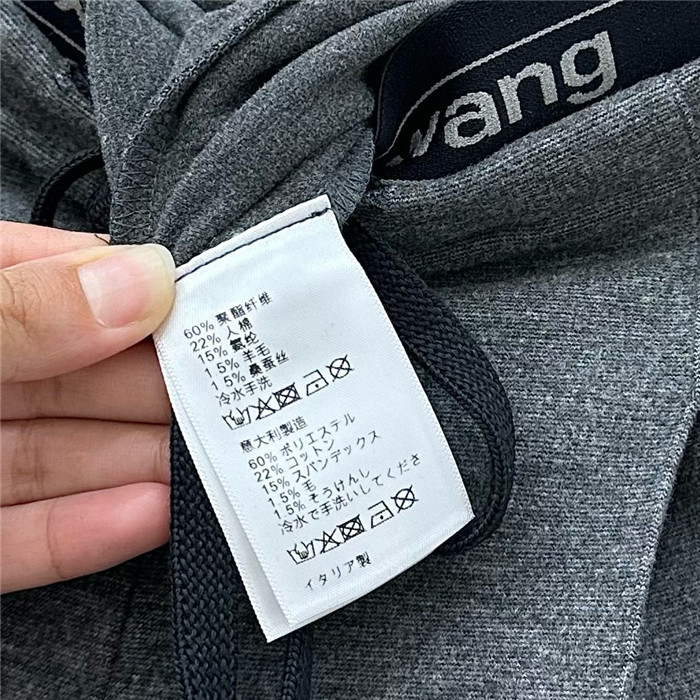 wang
60% 聚酯纤维
22% 人棉
15% 氨纶
1 5% 羊毛
1 5% 桑蚕丝
冷水手洗
意大利製造
60% ポリエステル
22% コットン
15% スパンデックス
1 5% 毛
1 5% そうけんし
冷水で手洗いしてくださ
イタリア製